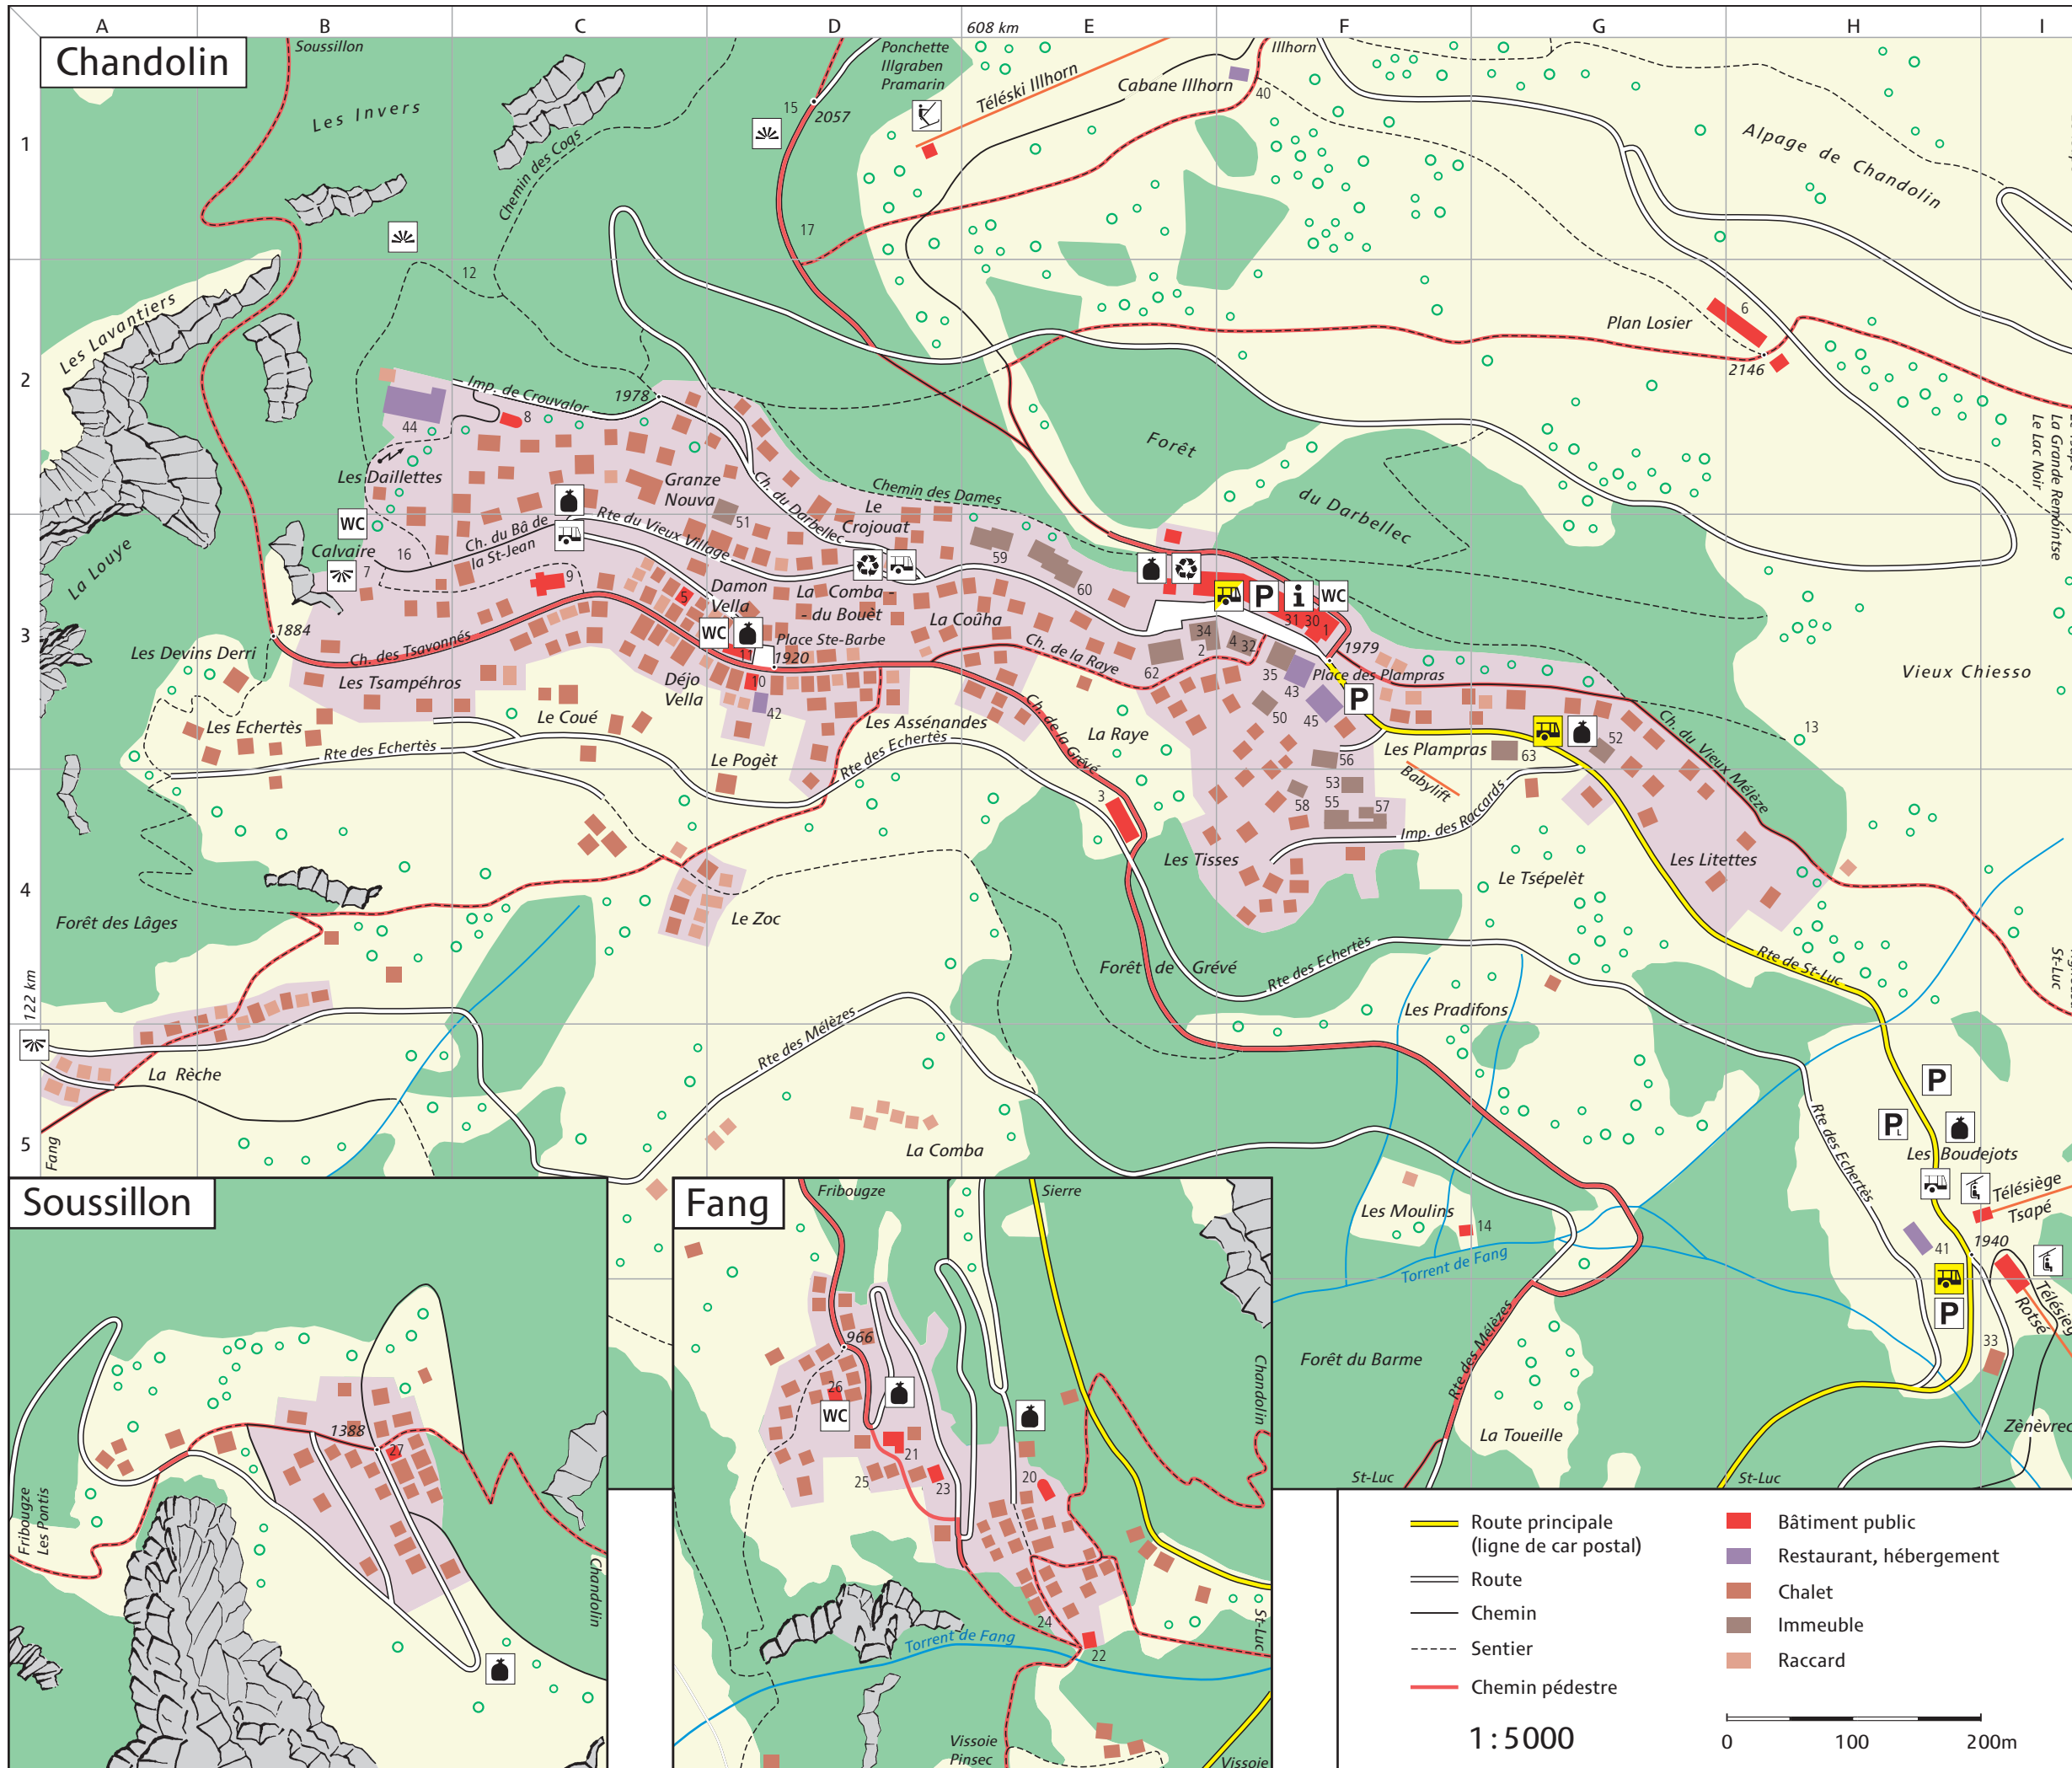 A
B
C
D
608 km
E
F
G
H
I
Chandolin
Soussillon
Ponchette
Illgraben
Pramarin
Illhorn
Téléski Illhorn
Cabane Illhorn
40
Les Invers
15
2057
1
Chemin des Coqs
Alpage de Chandolin
17
12
Les Lavantiers
6
Plan Losier
2146
2
Imp. de Crouvalor
1978
8
44
Forêt
du Darbellec
Les Daillettes
Granze
Nouva
51
Ch. du Darbellec
Chemin des Dames
Le
Crojouat
Le Lac Noir
La Grande Remointse
WC
Calvaire
7
16
Ch. du Bâ de
la St-Jean
Rte du Vieux Village
59
60
La Louye
9
5
Damon
Vella
La Comba -
- du Bouèt
La Coûha
P
i
WC
31
30
1
3
1884
Les Devins Derri
Ch. des Tsavonnés
WC
11
Place Ste-Barbe
1920
Ch. de la Raye
34
2
4
32
1979
62
35
Place des Plampras
Vieux Chiesso
Les Tsampéhros
Déjo
Vella
10
42
43
45
50
P
Les Echertès
Le Coué
Les Assénandes
Ch. de la Grévé
La Raye
13
Rte des Echertès
Le Pogèt
Rte des Echertès
Les Plampras
63
52
Ch. du Vieux Mélèze
56
53
55
57
58
Babylift
Imp. des Raccards
3
Les Tisses
Le Tsépelèt
Les Litettes
4
Forêt des Lâges
Le Zoc
122 km
Forêt de Grévé
Rte des Echertès
Rte de St-Luc
St-Luc
Les Pradifons
La Rèche
Rte des Mélèzes
5
Fang
La Comba
P
P
L
Rte des Echertès
Les Boudejots
Télésiège
Tsapé
Les Moulins
14
Torrent de Fang
41
1940
P
Rotsé
33
Forêt du Barme
Rte des Mélèzes
La Toueille
Zènèvrec
St-Luc
St-Luc
Soussillon
1388
27
Fribougze
Les Pontis
Chandolin
Fang
Fribougze
Sierre
966
26
WC
21
25
23
20
Chandolin
24
22
Torrent de Fang
St-Luc
Vissoie
Pinsec
Vissoie
Route principale
(ligne de car postal)
Route
Chemin
Sentier
Chemin pédestre
1 : 5000
Bâtiment public
Restaurant, hébergement
Chalet
Immeuble
Raccard
0
100
200m